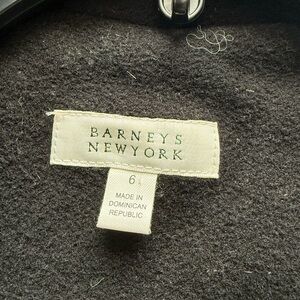 BARNEYS
NEWYORK
6
MADE IN
DOMINICAN
REPUBLIC